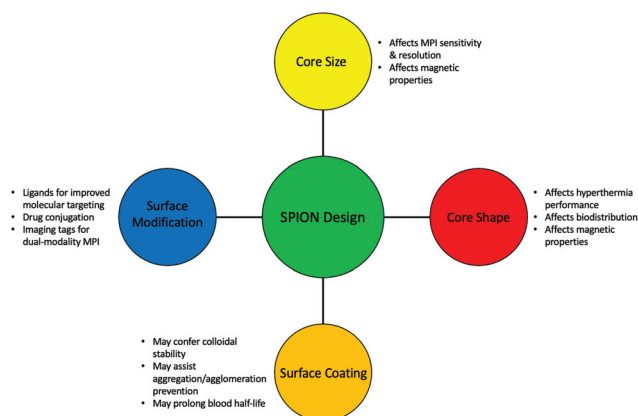 Core Size
• Affects MPI sensitivity
& resolution
• Affects magnetic
properties
• Ligands for improved
molecular targeting
• Drug conjugation
• Imaging tags for
dual-modality MPI
Surface
Modification
SPION Design
Core Shape
• Affects hyperthermia
performance
• Affects biodistribution
• Affects magnetic
properties
• May confer colloidal
stability
• May assist
aggregation/agglomeration
prevention
• May prolong blood half-life
Surface Coating